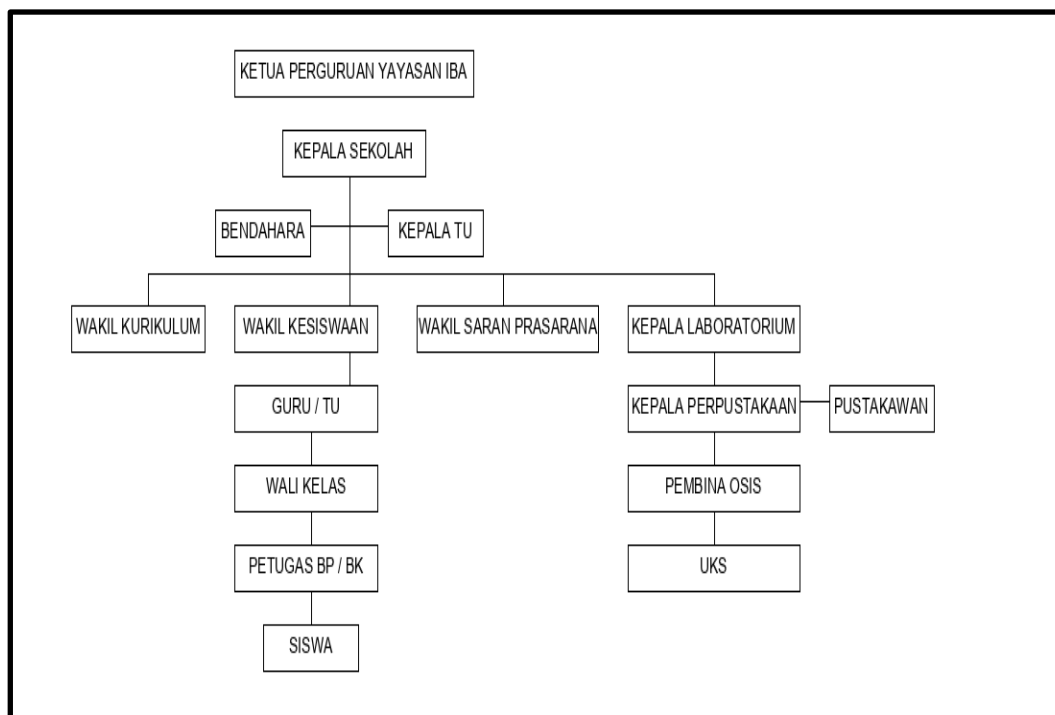 KETUA PERGURUAN YAYASAN IBA
KEPALA SEKOLAH
BENDAHARA
KEPALA TU
WAKIL KURIKULUM
WAKIL KESISWAAN
WAKIL SARAN PRASARANA
KEPALA LABORATORIUM
GURU / TU
KEPALA PERPUSTAKAAN
PUSTAKAWAN
WALI KELAS
PEMBINA OSIS
PETUGAS BP / BK
UKS
SISWA